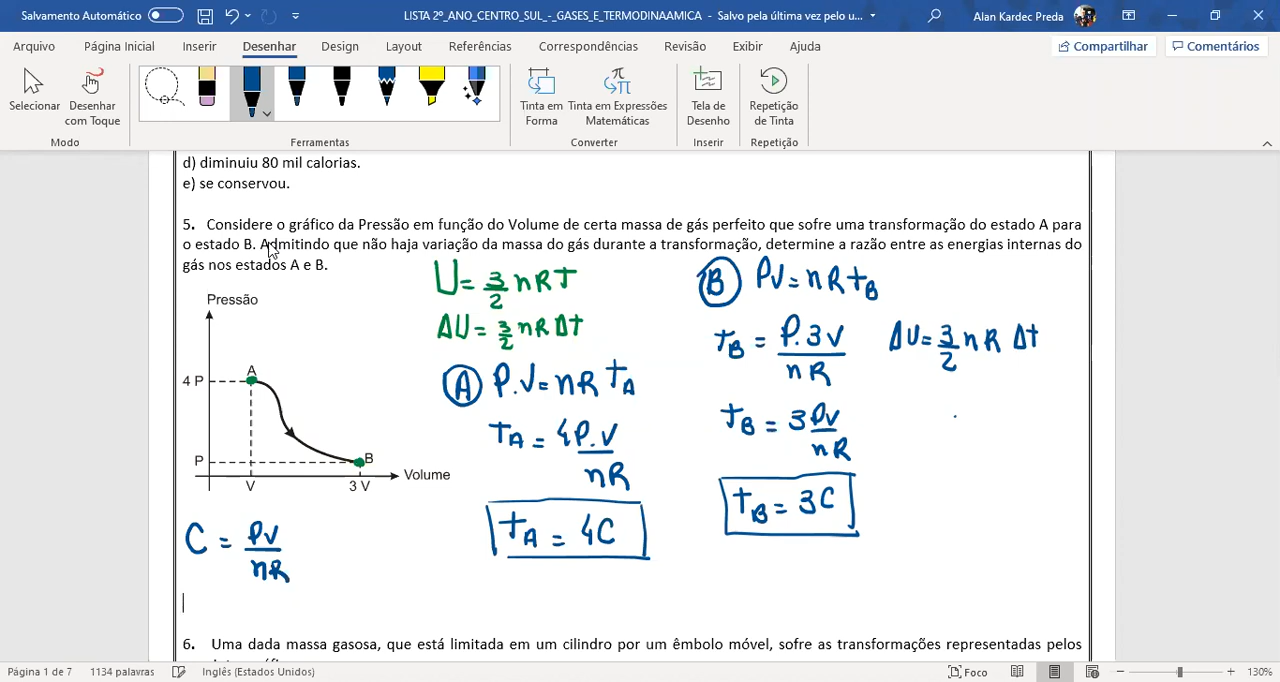 Salvamento Automático
LISTA 2º_ANO_CENTRO_SUL_-_GASES_E_TERMODINAAMICA - Salvo pela última vez pelo u...
Alan Kardec Preda
Arquivo Página Inicial Inserir Desenhar Design Layout Referências Correspondências Revisão Exibir Ajuda
Compartilhar Comentários
Selecionar
Desenhar com Toque
Tinta em Forma
Tinta em Expressões Matemáticas
Tela de Desenho
Repetição de Tinta
Modo Ferramentas Converter Inserir Repetição
d) diminuiu 80 mil calorias.
e) se conservou.
5. Considere o gráfico da Pressão em função do Volume de certa massa de gás perfeito que sofre uma transformação do estado A para
o estado B. Admitindo que não haja variação da massa do gás durante a transformação, determine a razão entre as energias internas do
gás nos estados A e B.
Pressão
4 P
A
P
B
Volume
V
3 V
C = PV/nR
U = 3/2 nRT
ΔU = 3/2 nRΔt
A P.V = nR tA
tA = 4P.V/nR
tA = 4C
B PV = nR tB
tB = P.3V/nR
tB = 3PV/nR
tB = 3C
ΔU = 3/2 nR Δt
6. Uma dada massa gasosa, que está limitada em um cilindro por um êmbolo móvel, sofre as transformações representadas pelos
Página 1 de 7 1134 palavras Inglês (Estados Unidos) Foco 130%